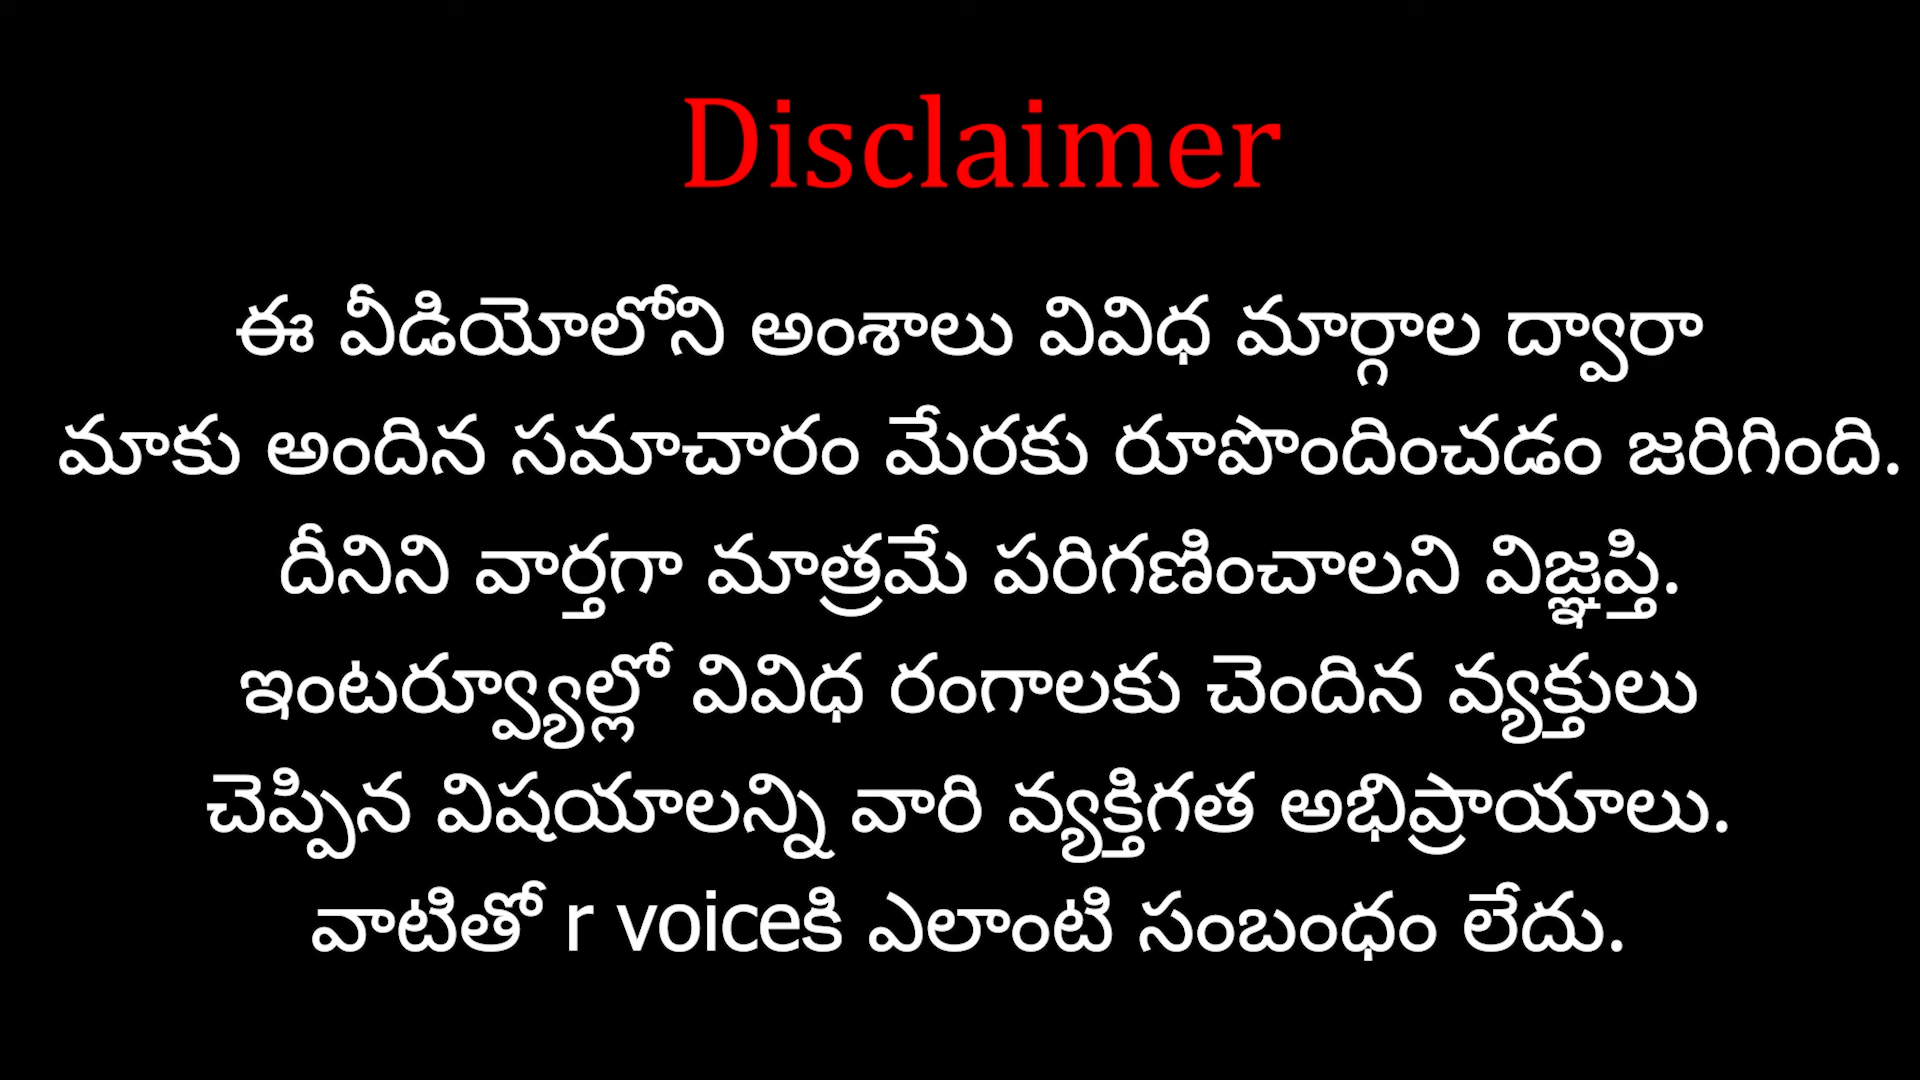 Disclaimer
ఈ వీడియోలోని అంశాలు వివిధ మార్గాల ద్వారా
మాకు అందిన సమాచారం మేరకు రూపొందించడం జరిగింది.
దీనిని వార్తగా మాత్రమే పరిగణించాలని విజ్ఞప్తి.
ఇంటర్వ్యూల్లో వివిధ రంగాలకు చెందిన వ్యక్తులు
చెప్పిన విషయాలన్ని వారి వ్యక్తిగత అభిప్రాయాలు.
వాటితో r voiceకి ఎలాంటి సంబంధం లేదు.